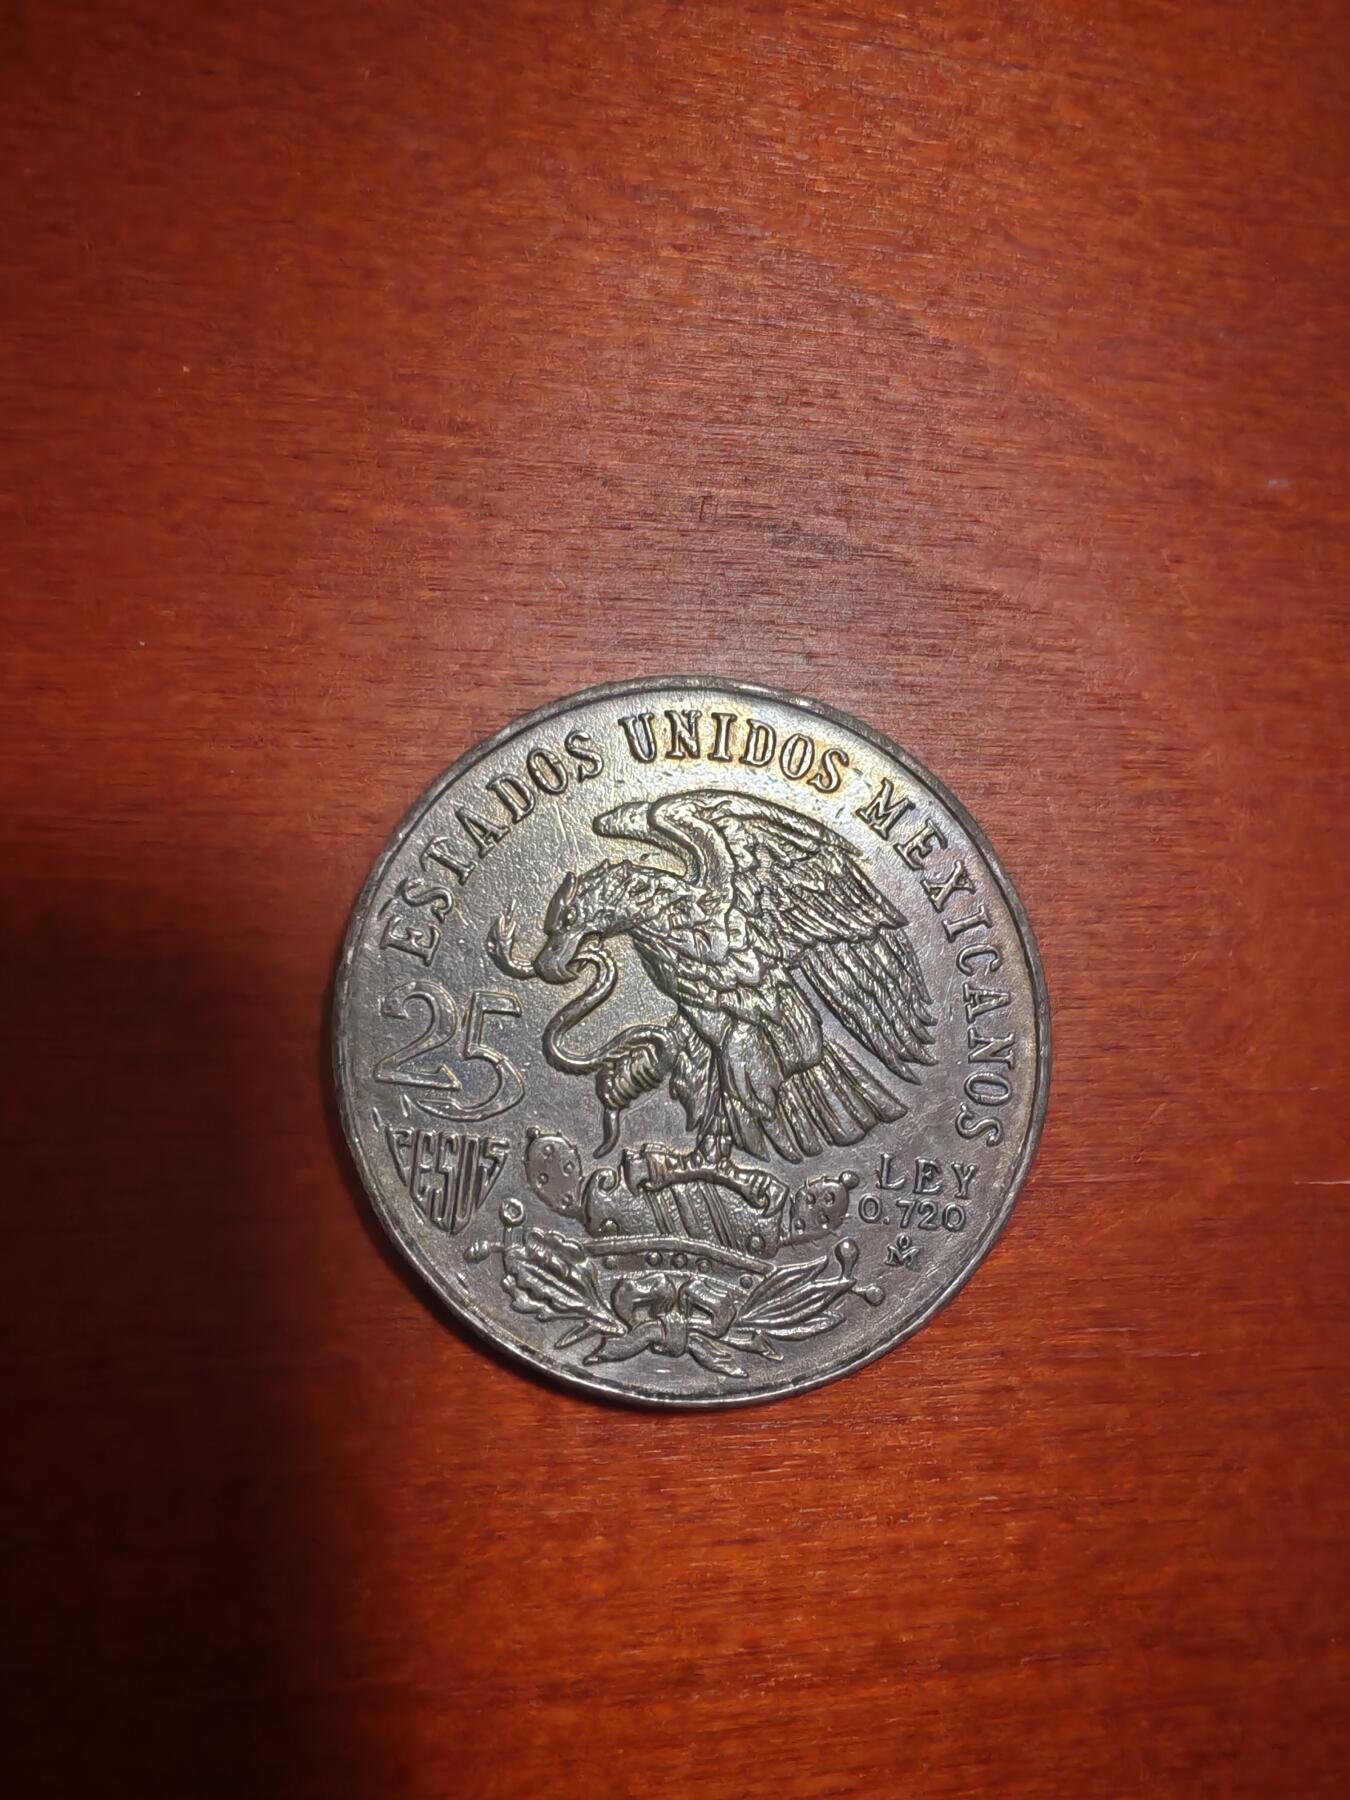 ESTADOS UNIDOS MEXICANOS
25
PESOS
LEY
0.720
Mo